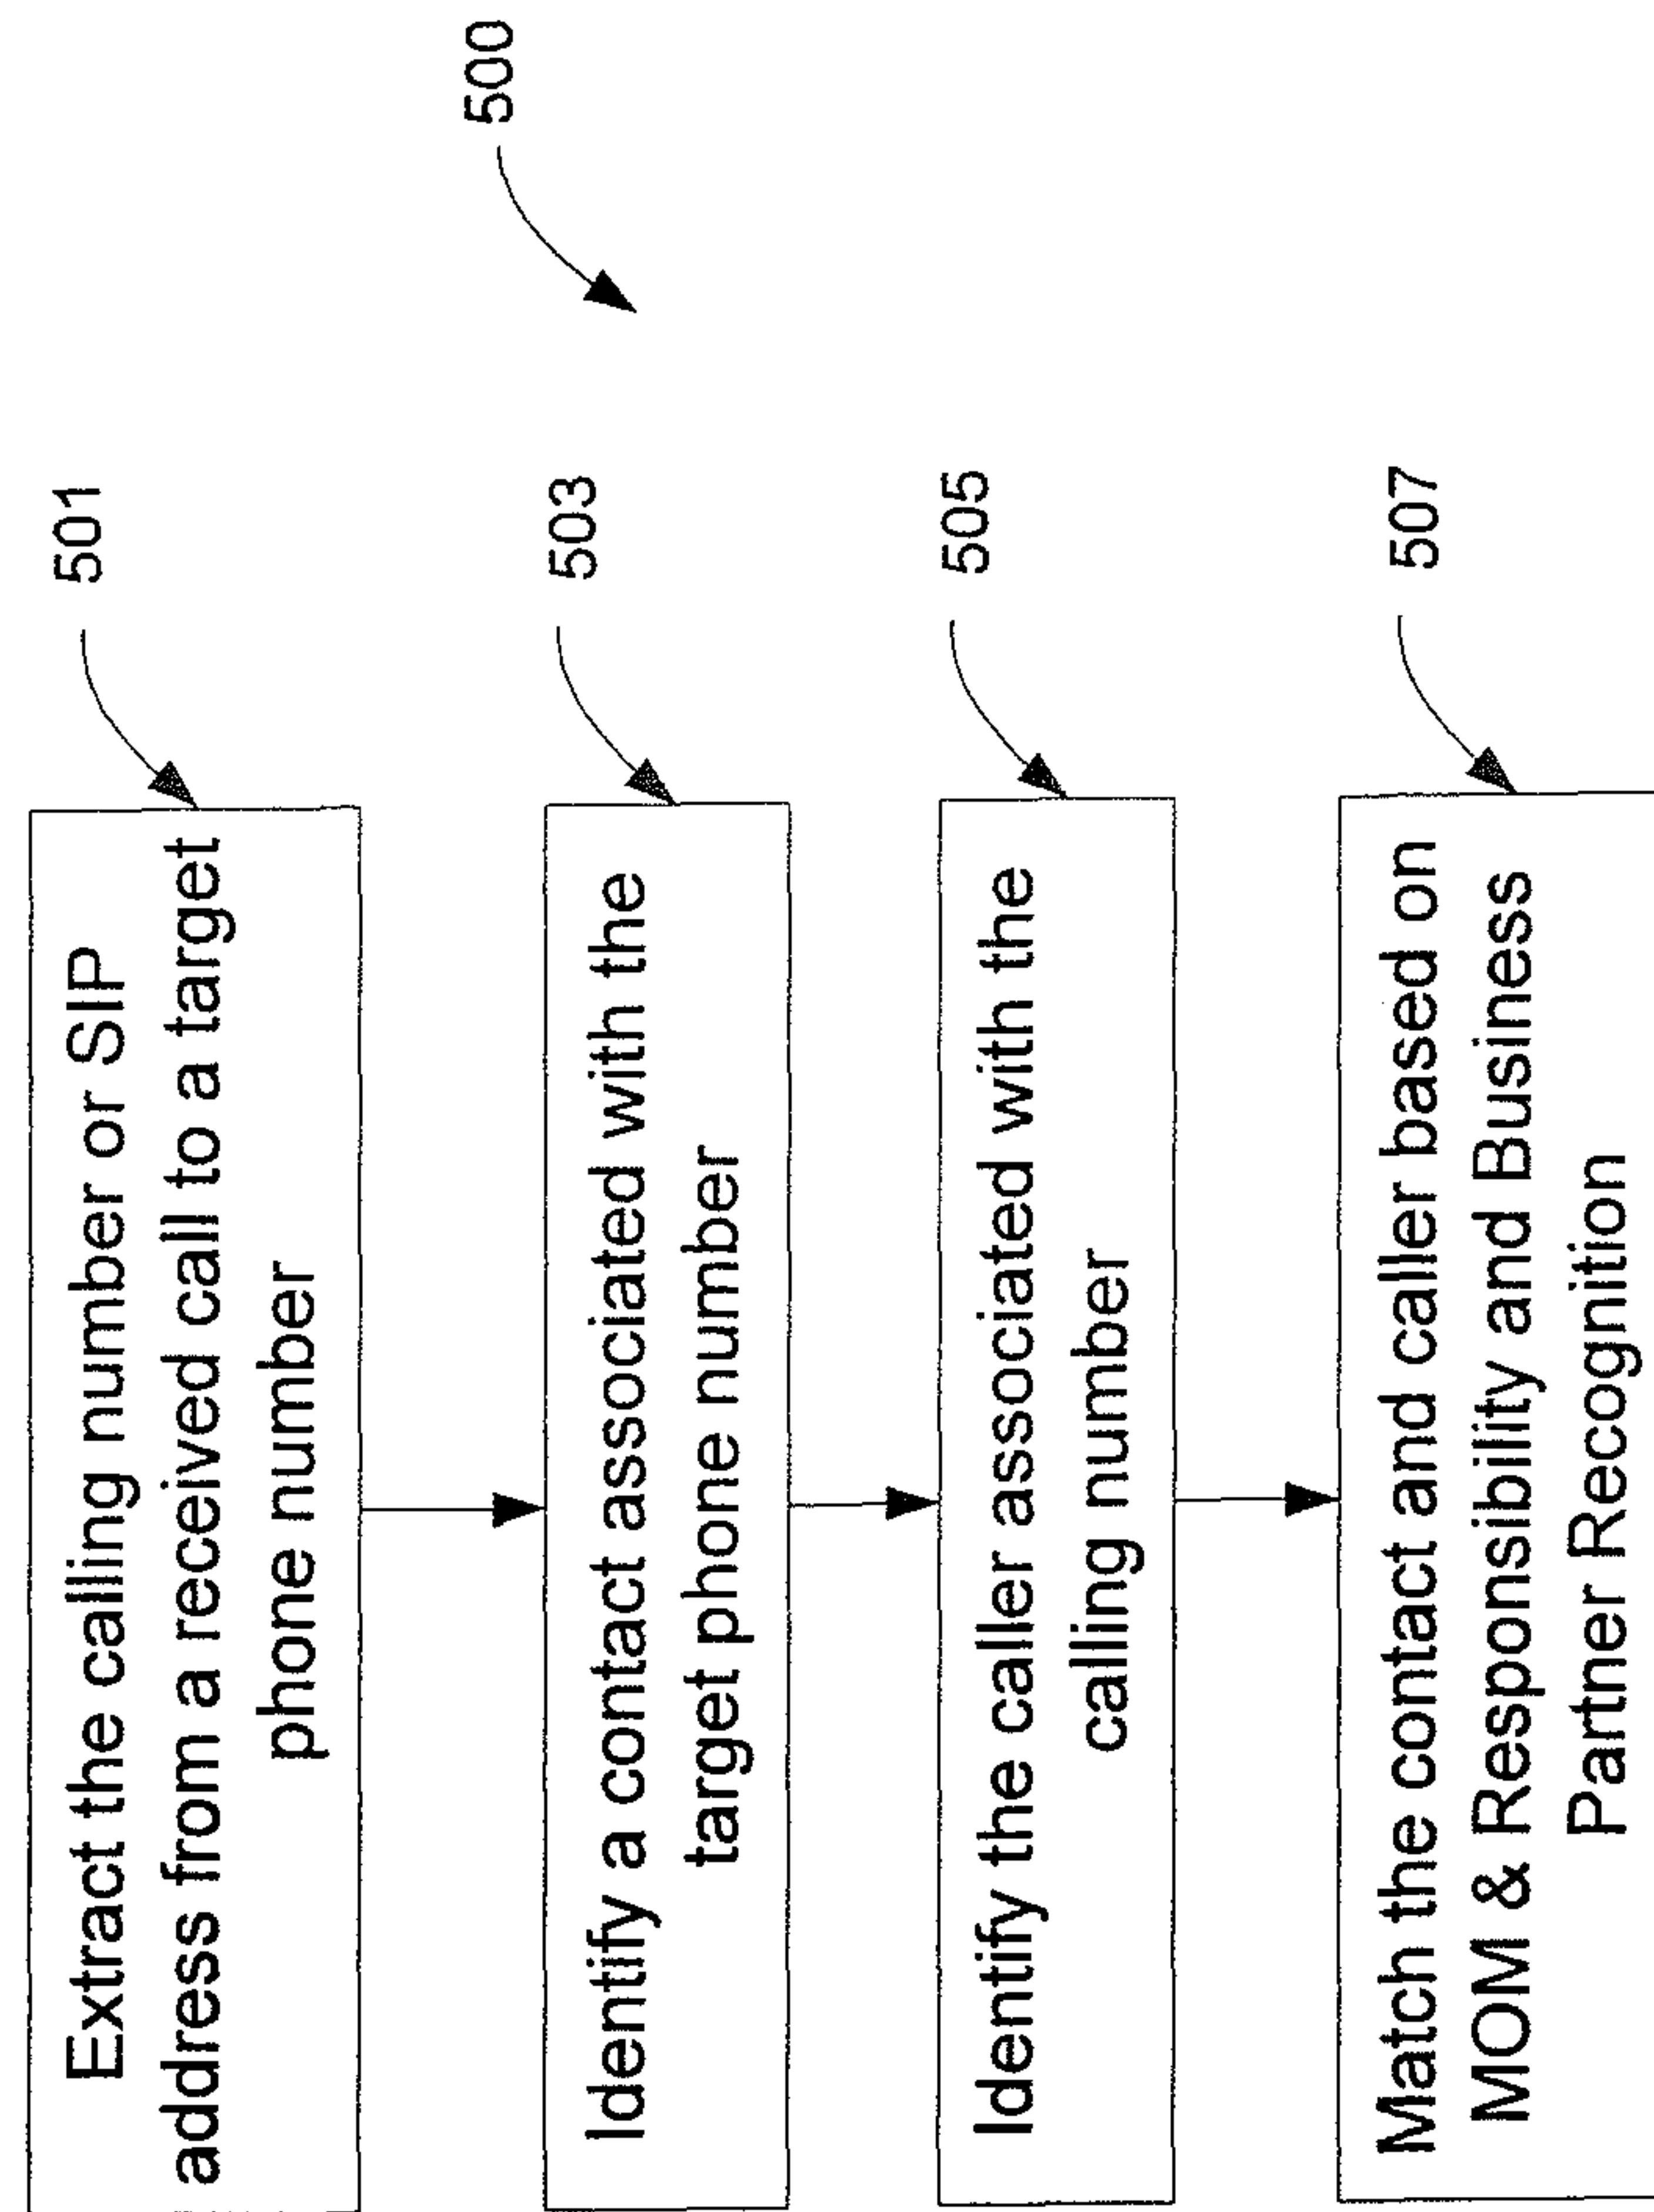 500
Extract the calling number or SIP
address from a received call to a target
phone number
501
Identify a contact associated with the
target phone number
503
Identify the caller associated with the
calling number
505
Match the contact and caller based on
MOM & Responsibility and Business
Partner Recognition
507